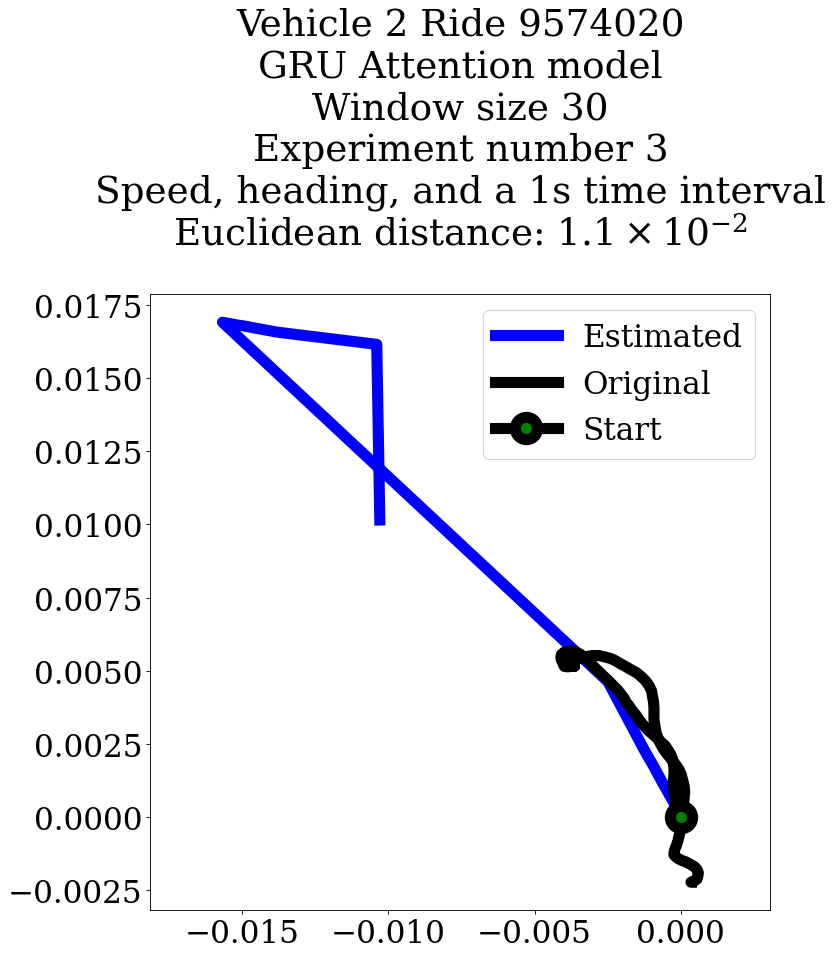 Vehicle 2 Ride 9574020
GRU Attention model
Window size 30
Experiment number 3
Speed, heading, and a 1s time interval
Euclidean distance: 1.1 × 10⁻²
0.0175
0.0150
0.0125
0.0100
0.0075
0.0050
0.0025
0.0000
−0.0025
Estimated
Original
Start
−0.015
−0.010
−0.005
0.000